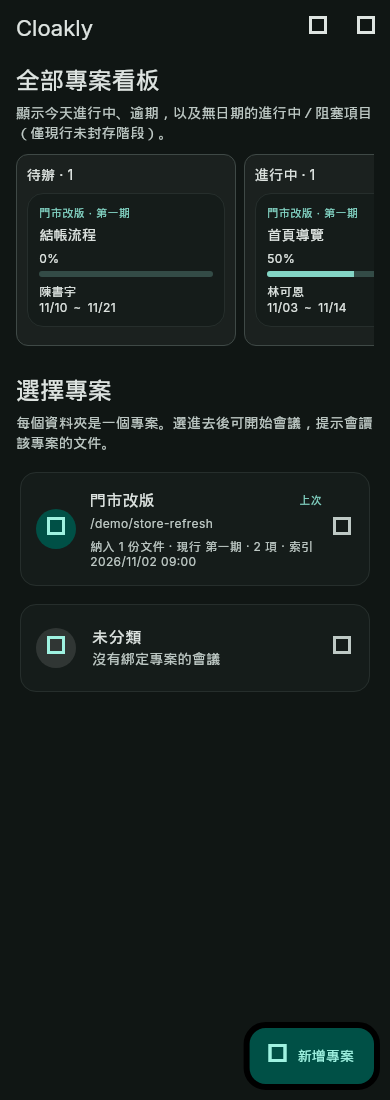 Cloakly
全部專案看板
顯示今天進行中、逾期，以及無日期的進行中 / 阻塞項目
（僅現行未封存階段）。
待辦 · 1
門市改版 · 第一期
結帳流程
0%
陳書宇
11/10 ~ 11/21
進行中 · 1
門市改版 · 第一期
首頁導覽
50%
林可恩
11/03 ~ 11/14
選擇專案
每個資料夾是一個專案。選進去後可開始會議，提示會讀
該專案的文件。
門市改版
上次
/demo/store-refresh
納入 1 份文件 · 現行 第一期 · 2 項 · 索引
2026/11/02 09:00
未分類
沒有綁定專案的會議
新增專案